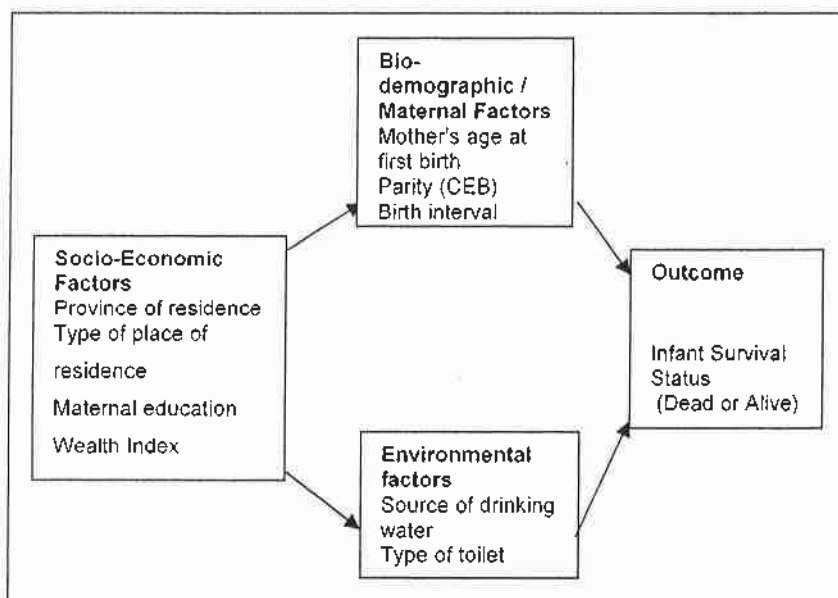 Bio-
demographic /
Maternal Factors
Mother's age at
first birth
Parity (CEB)
Birth interval
Socio-Economic
Factors
Province of residence
Type of place of
residence
Maternal education
Wealth Index
Outcome
Infant Survival
Status
(Dead or Alive)
Environmental
factors
Source of drinking
water
Type of toilet